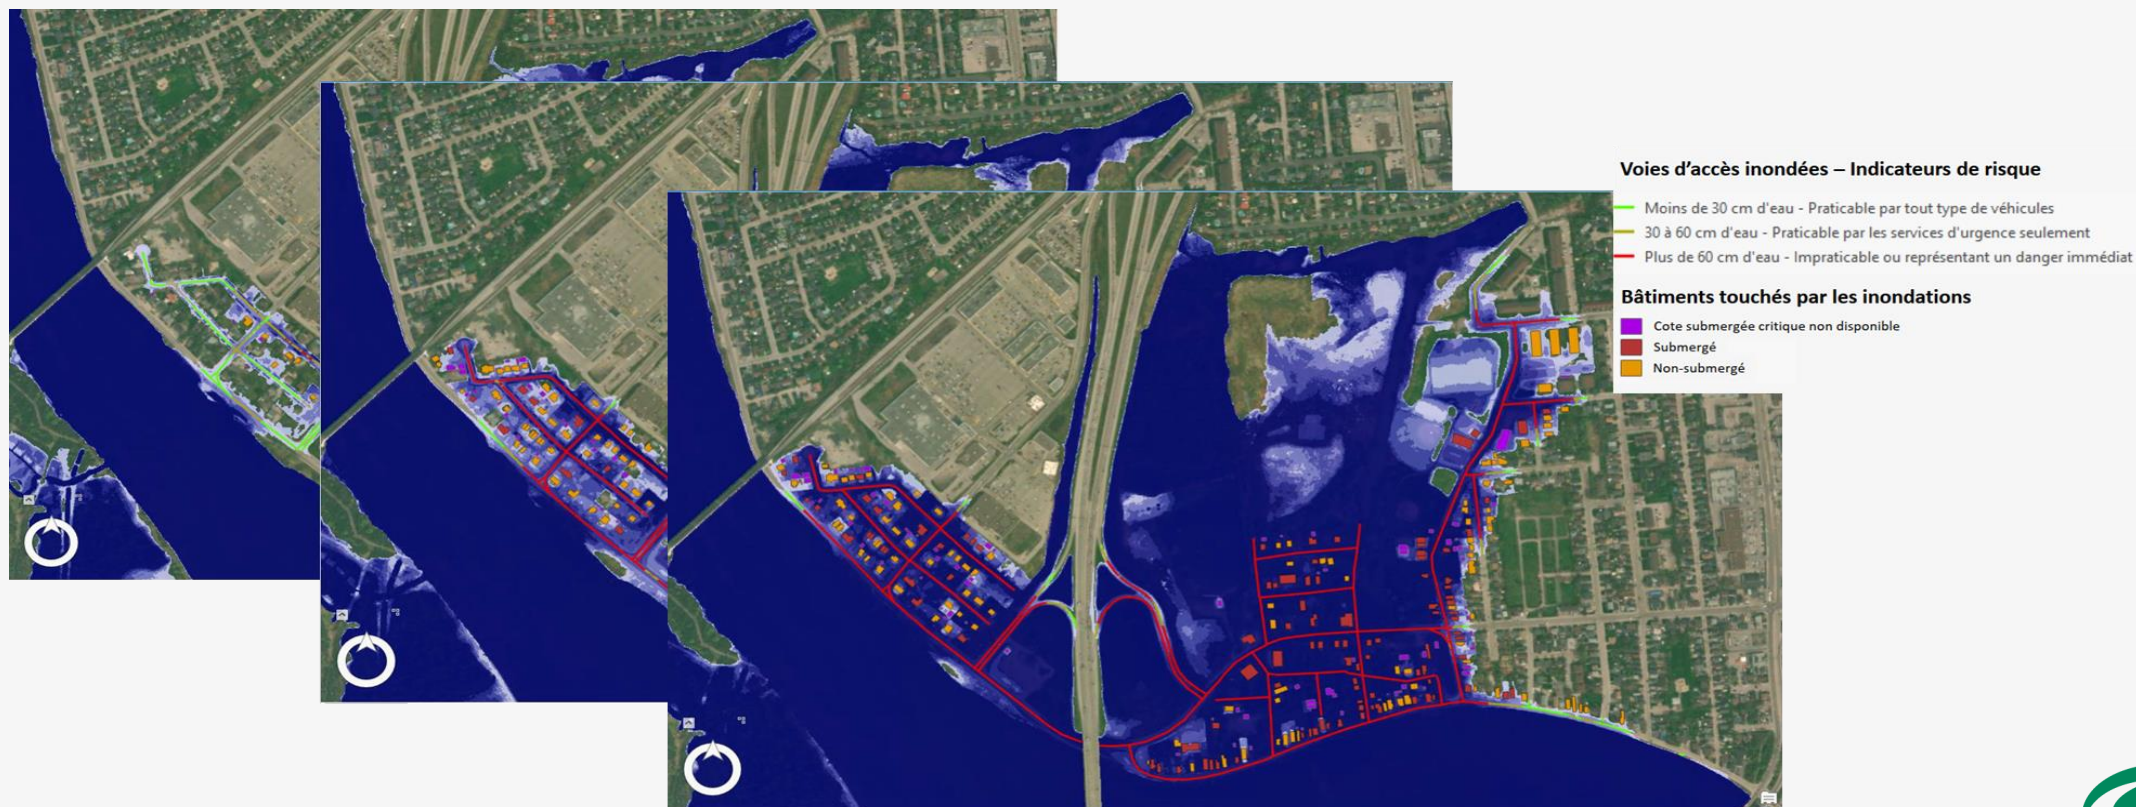 Voies d’accès inondées – Indicateurs de risque
Moins de 30 cm d'eau - Praticable par tout type de véhicules
30 à 60 cm d'eau - Praticable par les services d'urgence seulement
Plus de 60 cm d'eau - Impraticable ou représentant un danger immédiat
Bâtiments touchés par les inondations
Cote submergée critique non disponible
Submergé
Non-submergé